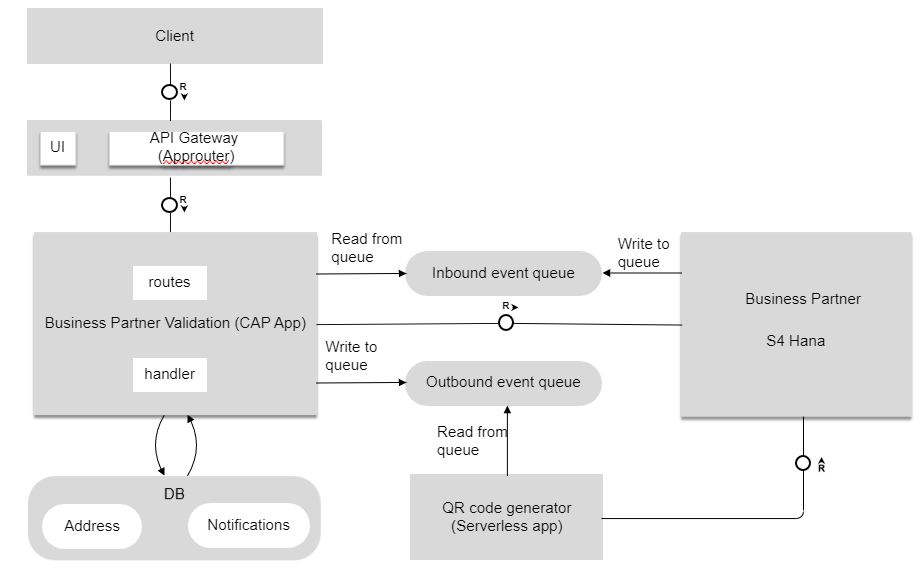 Client
R
UI
API Gateway
(Approuter)
R
Read from
queue
Inbound event queue
Write to
queue
routes
Business Partner Validation (CAP App)
handler
R
Business Partner
S4 Hana
Write to
queue
Outbound event queue
Read from
queue
R
DB
Address
Notifications
QR code generator
(Serverless app)